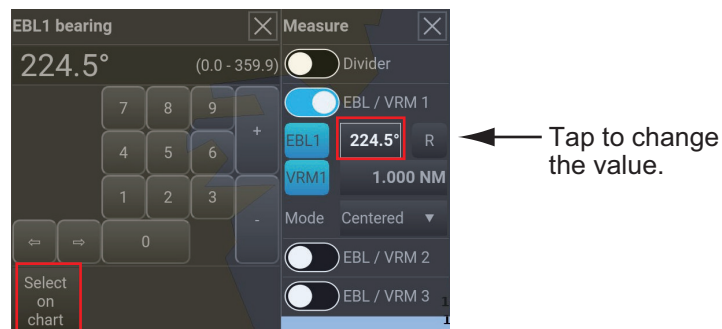 EBL1 bearing
224.5° (0.0 - 359.9)
7 8 9
+
4 5 6
1 2 3
-
⇦ ⇨ 0
Select
on
chart
Measure
Divider
EBL / VRM 1
EBL1 224.5° R
VRM1 1.000 NM
Mode Centered ▼
EBL / VRM 2
EBL / VRM 3
1
1
Tap to change
the value.